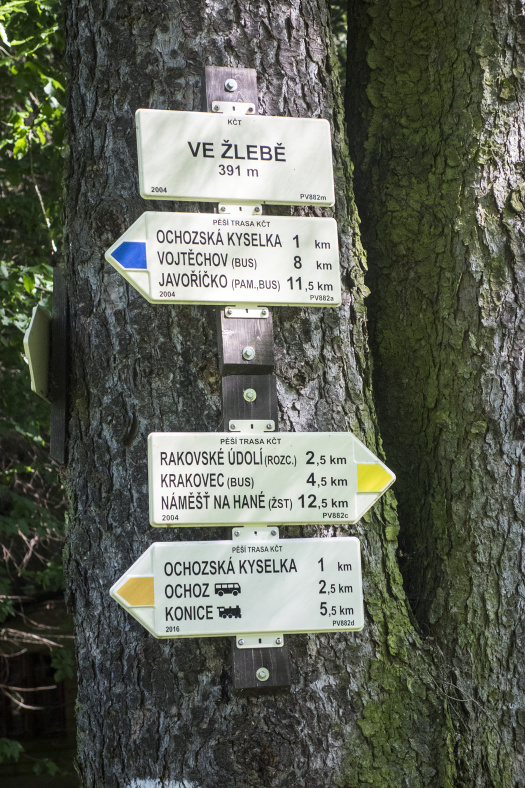 KČT
VE ŽLEBĚ
391 m
2004 PV882m
PĚŠÍ TRASA KČT
OCHOZSKÁ KYSELKA 1 km
VOJTĚCHOV (BUS) 8 km
JAVOŘÍČKO (PAM.,BUS) 11,5 km
2004 PV882a
PĚŠÍ TRASA KČT
RAKOVSKÉ ÚDOLÍ (ROZC.) 2,5 km
KRAKOVEC (BUS) 4,5 km
NÁMĚŠŤ NA HANÉ (ŽST) 12,5 km
2004 PV882c
PĚŠÍ TRASA KČT
OCHOZSKÁ KYSELKA 1 km
OCHOZ 2,5 km
KONICE 5,5 km
2016 PV882d